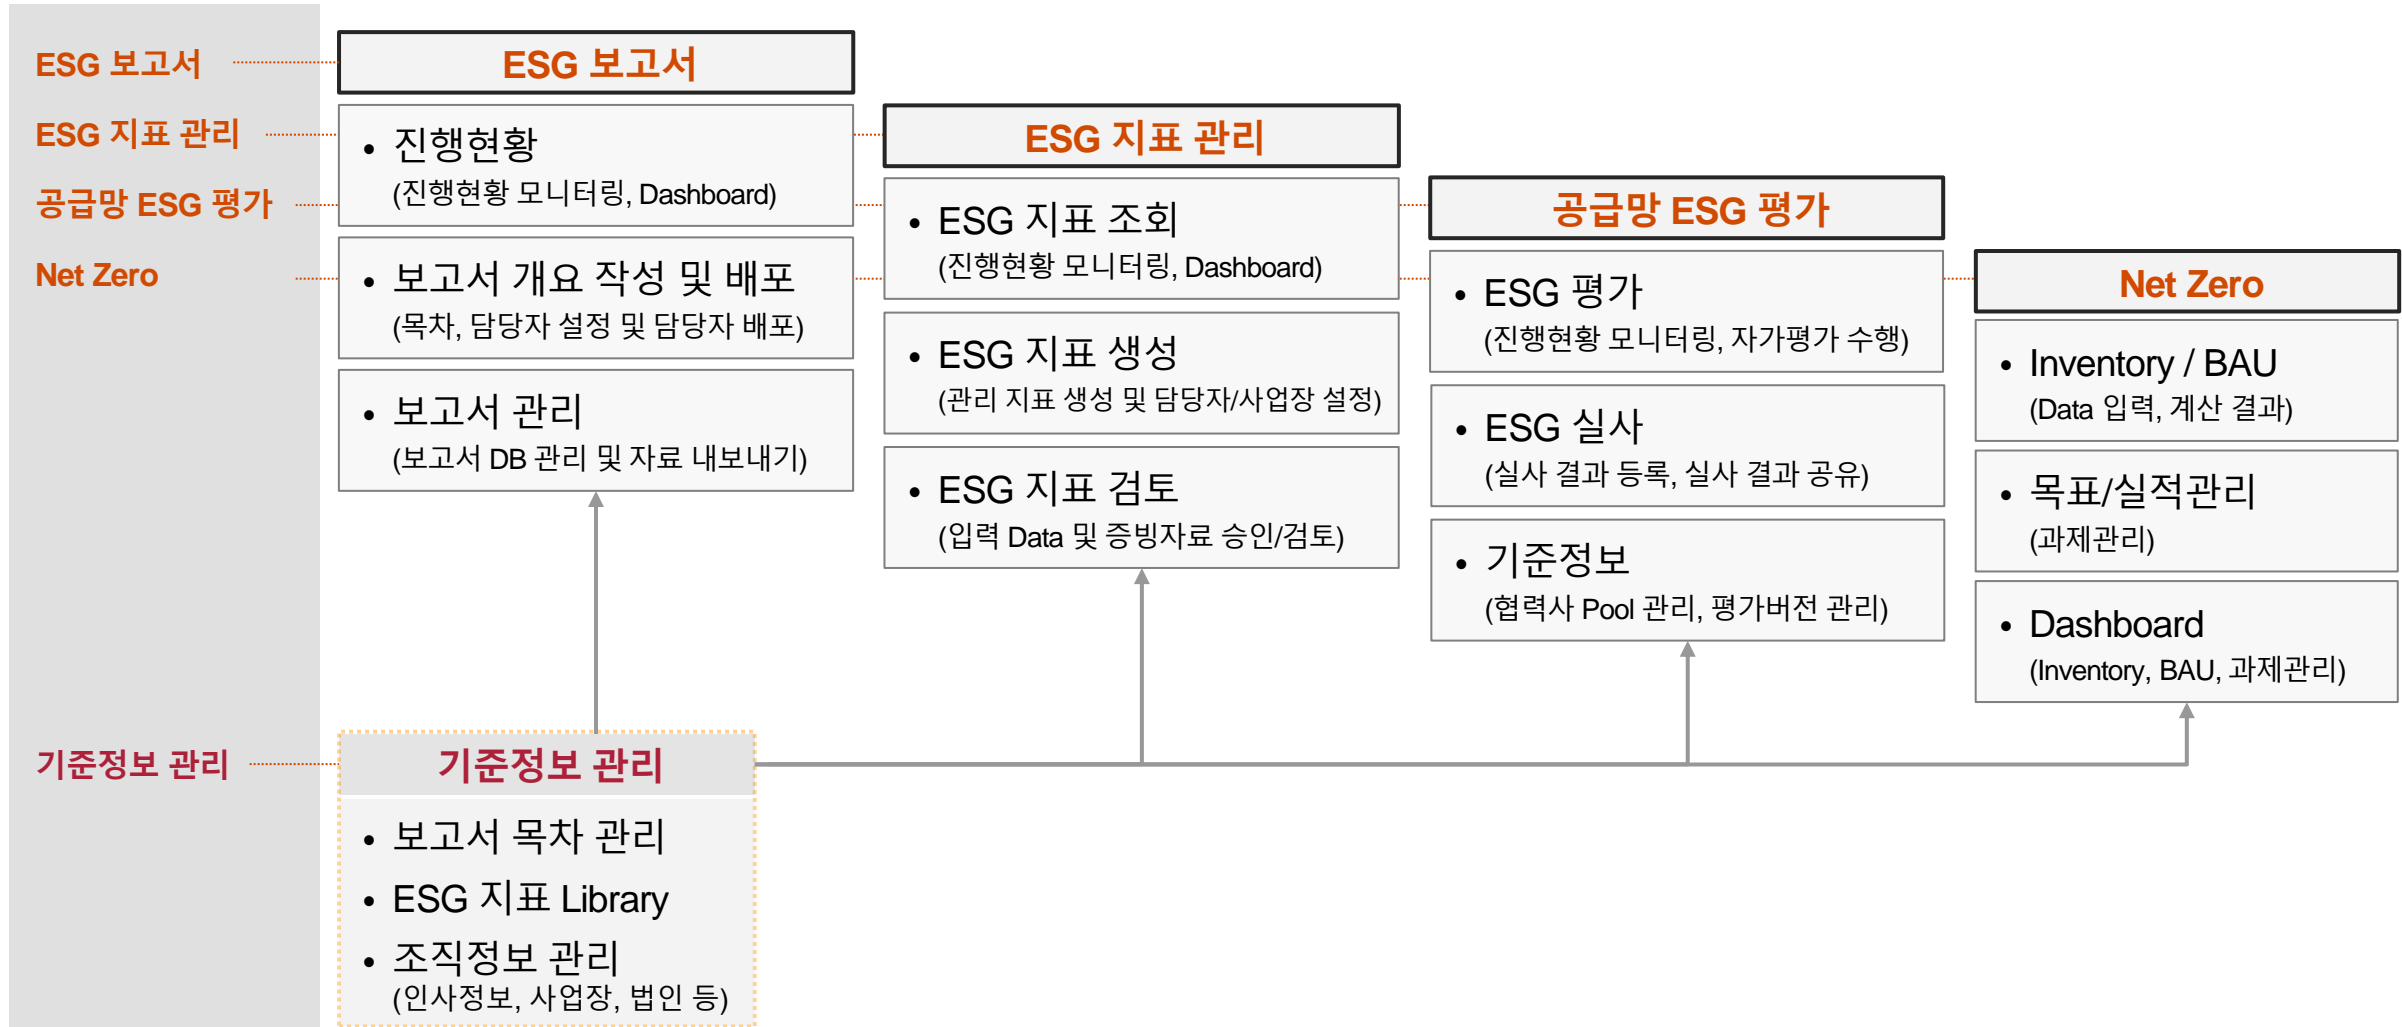 ESG 보고서
ESG 지표 관리
공급망 ESG 평가
Net Zero
기준정보 관리
ESG 보고서
• 진행현황
(진행현황 모니터링, Dashboard)
• 보고서 개요 작성 및 배포
(목차, 담당자 설정 및 담당자 배포)
• 보고서 관리
(보고서 DB 관리 및 자료 내보내기)
ESG 지표 관리
• ESG 지표 조회
(진행현황 모니터링, Dashboard)
• ESG 지표 생성
(관리 지표 생성 및 담당자/사업장 설정)
• ESG 지표 검토
(입력 Data 및 증빙자료 승인/검토)
공급망 ESG 평가
• ESG 평가
(진행현황 모니터링, 자가평가 수행)
• ESG 실사
(실사 결과 등록, 실사 결과 공유)
• 기준정보
(협력사 Pool 관리, 평가버전 관리)
Net Zero
• Inventory / BAU
(Data 입력, 계산 결과)
• 목표/실적관리
(과제관리)
• Dashboard
(Inventory, BAU, 과제관리)
기준정보 관리
• 보고서 목차 관리
• ESG 지표 Library
• 조직정보 관리
(인사정보, 사업장, 법인 등)